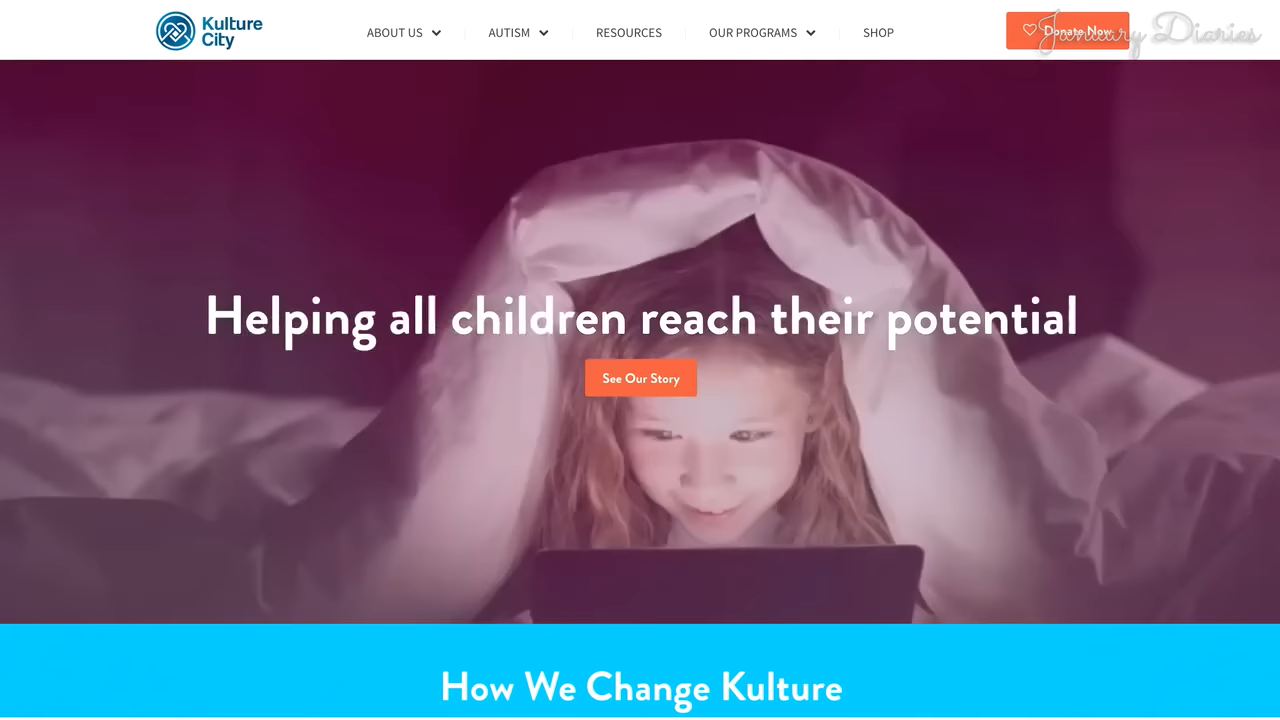 Kulture
City
ABOUT US
AUTISM
RESOURCES
OUR PROGRAMS
SHOP
Donate Now
January Diaries
Helping all children reach their potential
See Our Story
How We Change Kulture